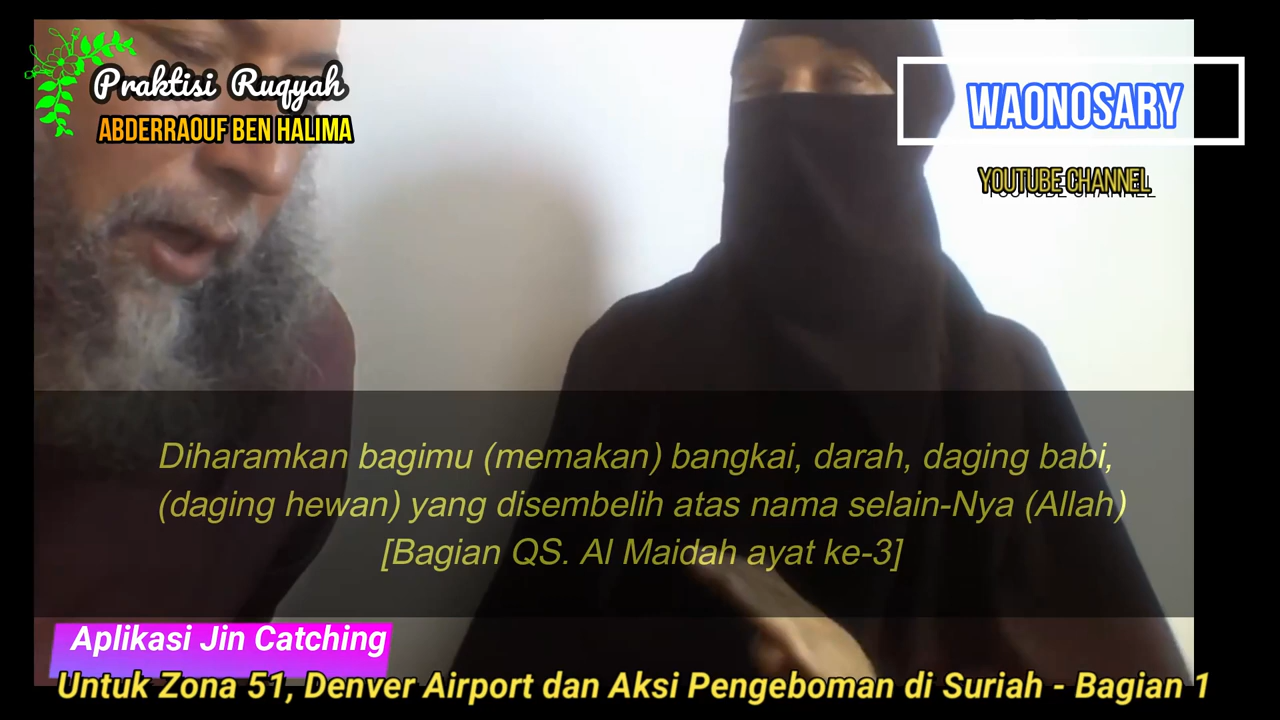 Praktisi Ruqyah
ABDERRAOUF BEN HALIMA
WAONOSARY
YOUTUBE CHANNEL
Diharamkan bagimu (memakan) bangkai, darah, daging babi,
(daging hewan) yang disembelih atas nama selain-Nya (Allah)
[Bagian QS. Al Maidah ayat ke-3]
Aplikasi Jin Catching
Untuk Zona 51, Denver Airport dan Aksi Pengeboman di Suriah - Bagian 1